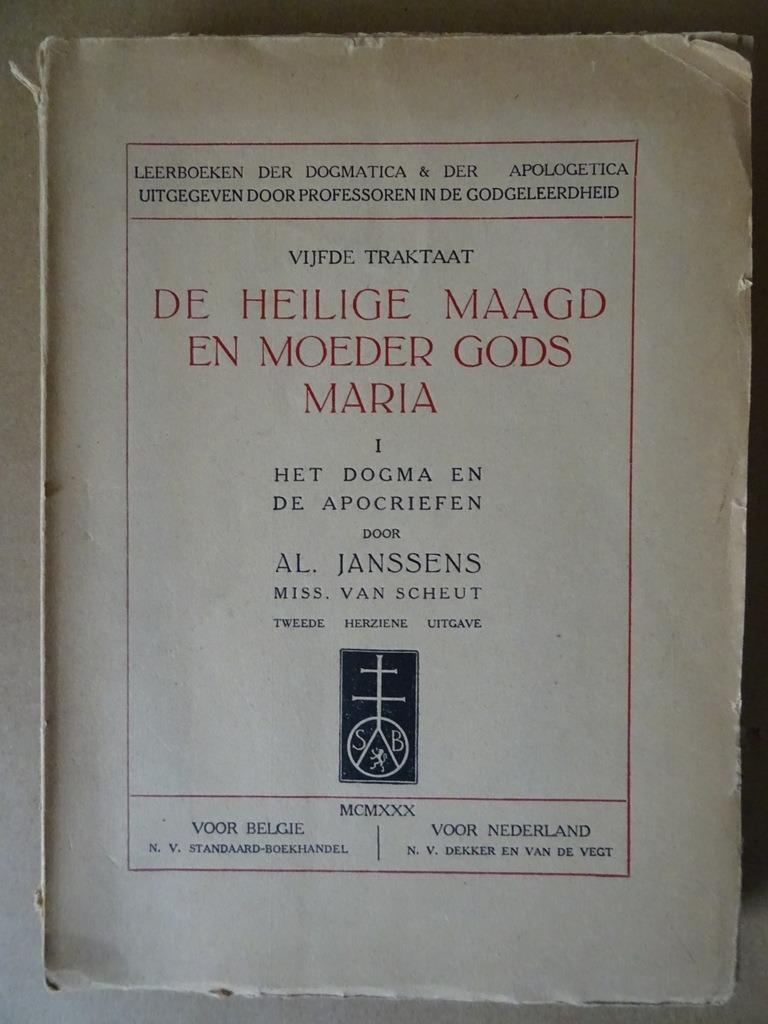 LEERBOEKEN DER DOGMATICA & DER APOLOGETICA
UITGEGEVEN DOOR PROFESSOREN IN DE GODGELEERDHEID
VIJFDE TRAKTAAT
DE HEILIGE MAAGD
EN MOEDER GODS
MARIA
I
HET DOGMA EN
DE APOCRIEFEN
DOOR
AL. JANSSENS
MISS. VAN SCHEUT
TWEEDE HERZIENE UITGAVE
S B
MCMXXX
VOOR BELGIE
N. V. STANDAARD-BOEKHANDEL
VOOR NEDERLAND
N. V. DEKKER EN VAN DE VEGT